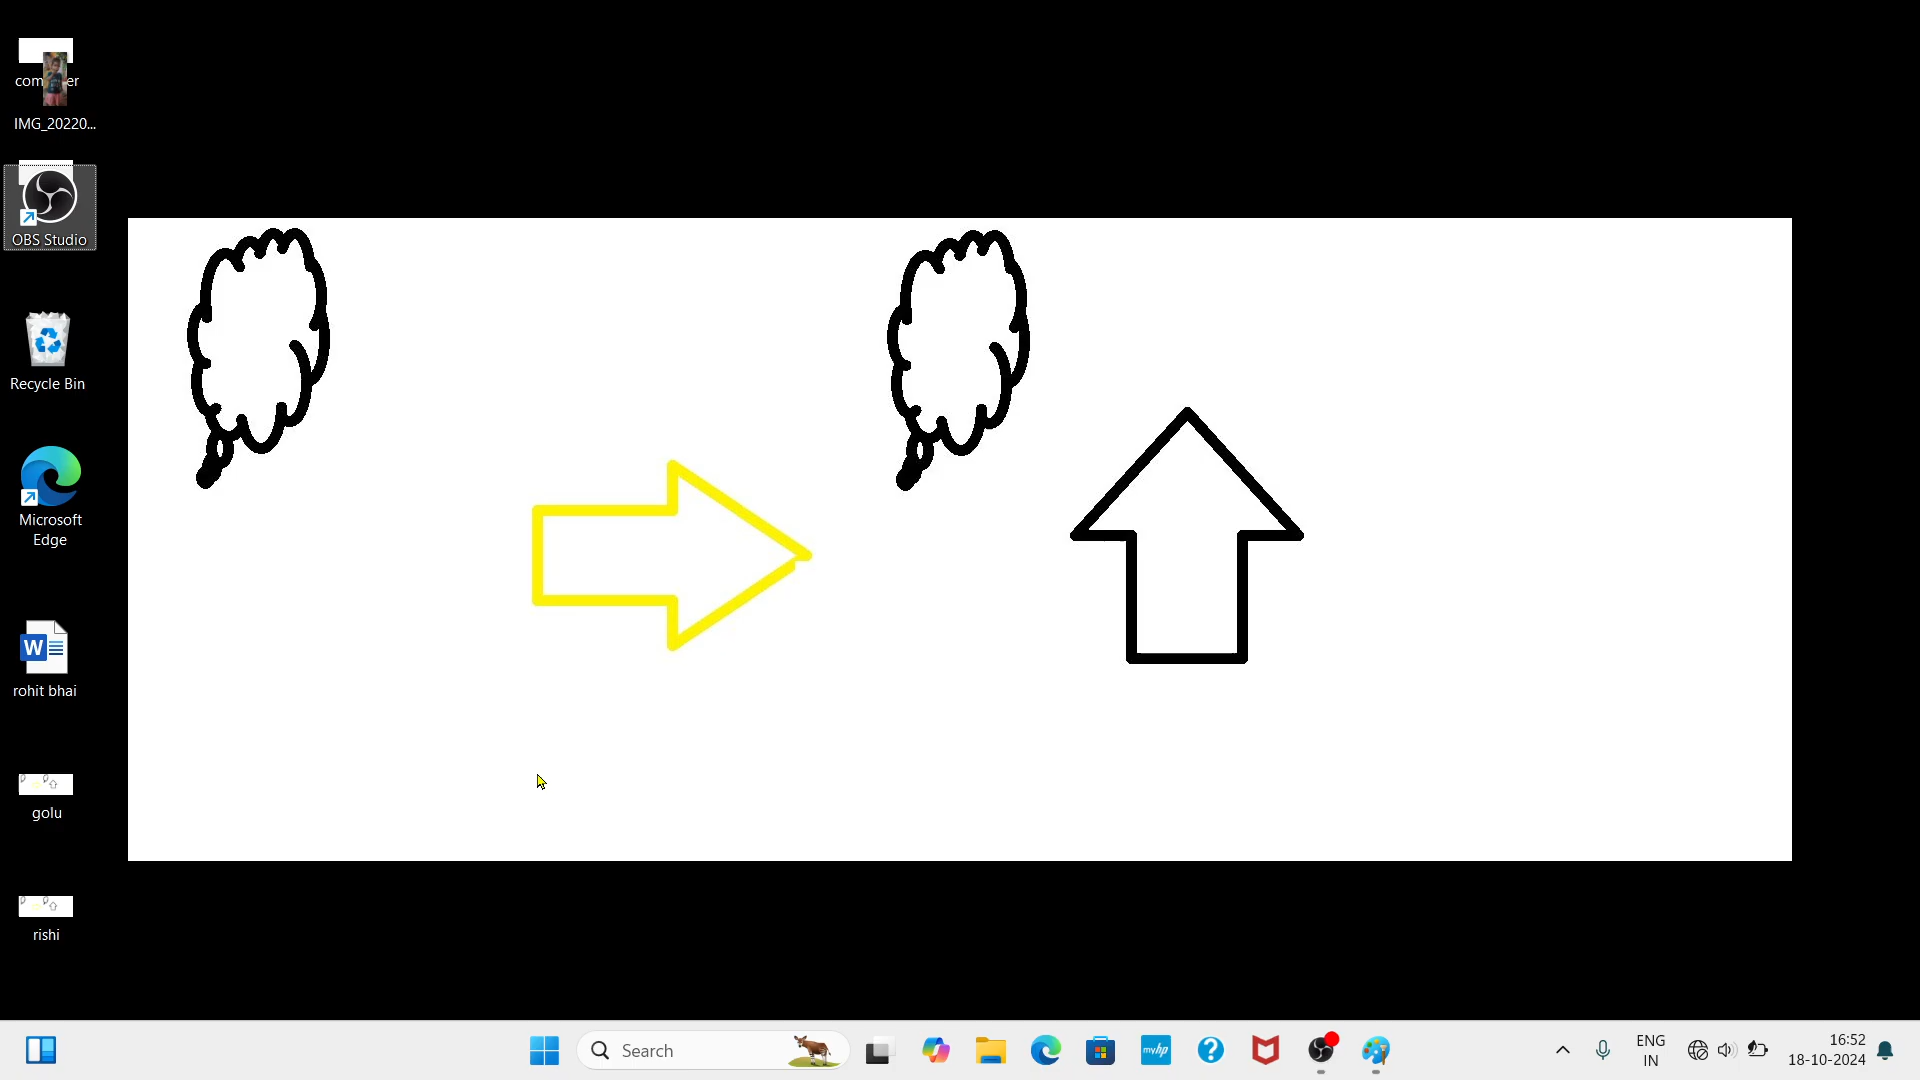 com er
IMG_20220...
OBS Studio
Recycle Bin
Microsoft
Edge
W
rohit bhai
golu
rishi
Search
myhp
?
ENG
IN
16:52
18-10-2024